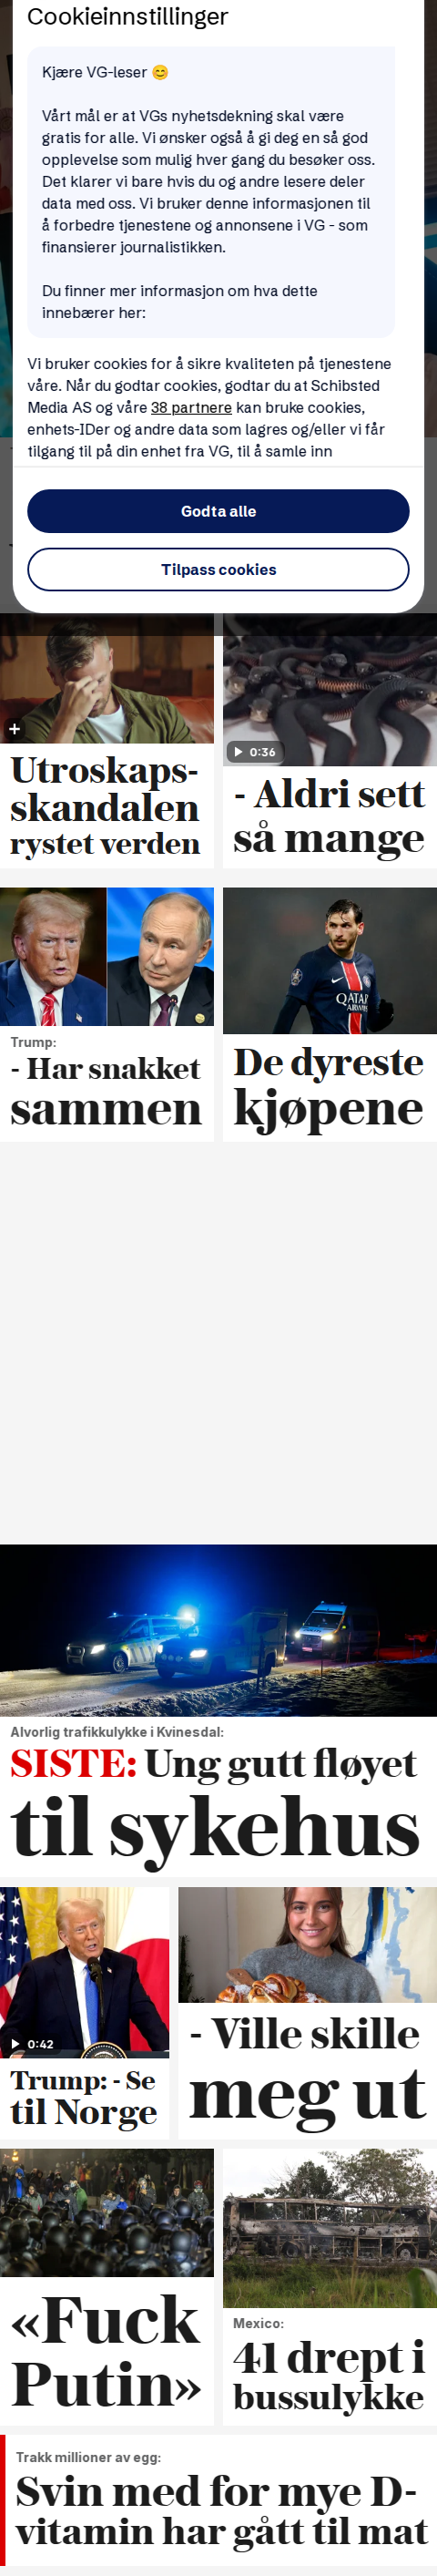 Cookieinnstillinger
Kjære VG-leser 😊
Vårt mål er at VGs nyhetsdekning skal være
gratis for alle. Vi ønsker også å gi deg en så god
opplevelse som mulig hver gang du besøker oss.
Det klarer vi bare hvis du og andre lesere deler
data med oss. Vi bruker denne informasjonen til
å forbedre tjenestene og annonsene i VG - som
finansierer journalistikken.
Du finner mer informasjon om hva dette
innebærer her:
Vi bruker cookies for å sikre kvaliteten på tjenestene
våre. Når du godtar cookies, godtar du at Schibsted
Media AS og våre 38 partnere kan bruke cookies,
enhets-IDer og andre data som lagres og/eller vi får
tilgang til på din enhet fra VG, til å samle inn
Godta alle
Tilpass cookies
Utroskaps-
skandalen
rystet verden
0:36
- Aldri sett
så mange
Trump:
- Har snakket
sammen
QATAR
AIRWAYS
De dyreste
kjøpene
Alvorlig trafikkulykke i Kvinesdal:
SISTE: Ung gutt fløyet
til sykehus
0:42
Trump: - Se
til Norge
- Ville skille
meg ut
«Fuck
Putin»
Mexico:
41 drept i
bussulykke
Trakk millioner av egg:
Svin med for mye D-
vitamin har gått til mat